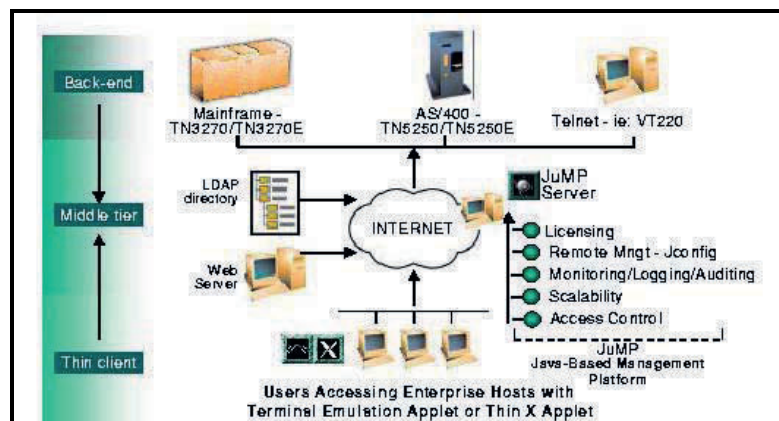 Back-end
Middle tier
Thin client
Mainframe -
TN3270/TN3270E
AS/400 -
TN5250/TN5250E
Telnet - ie: VT220
LDAP
directory
INTERNET
JuMP
Server
Web
Server
Licensing
Remote Mngt - Jconfig
Monitoring/Logging/Auditing
Scalability
Access Control
JuMP
Java-Based Management
Platform
X
Users Accessing Enterprise Hosts with
Terminal Emulation Applet or Thin X Applet